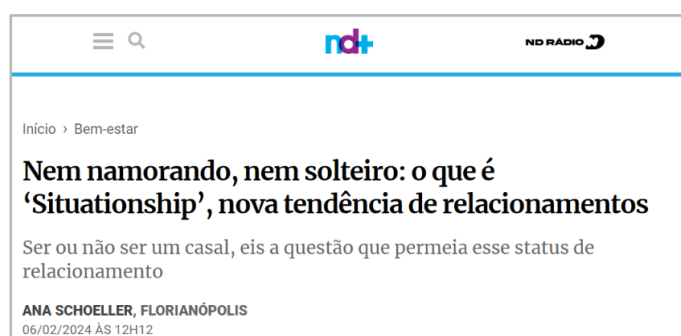 nd+
ND RÁDIO N
Início › Bem-estar
Nem namorando, nem solteiro: o que é
‘Situationship’, nova tendência de relacionamentos
Ser ou não ser um casal, eis a questão que permeia esse status de
relacionamento
ANA SCHOELLER, FLORIANÓPOLIS
06/02/2024 ÀS 12H12